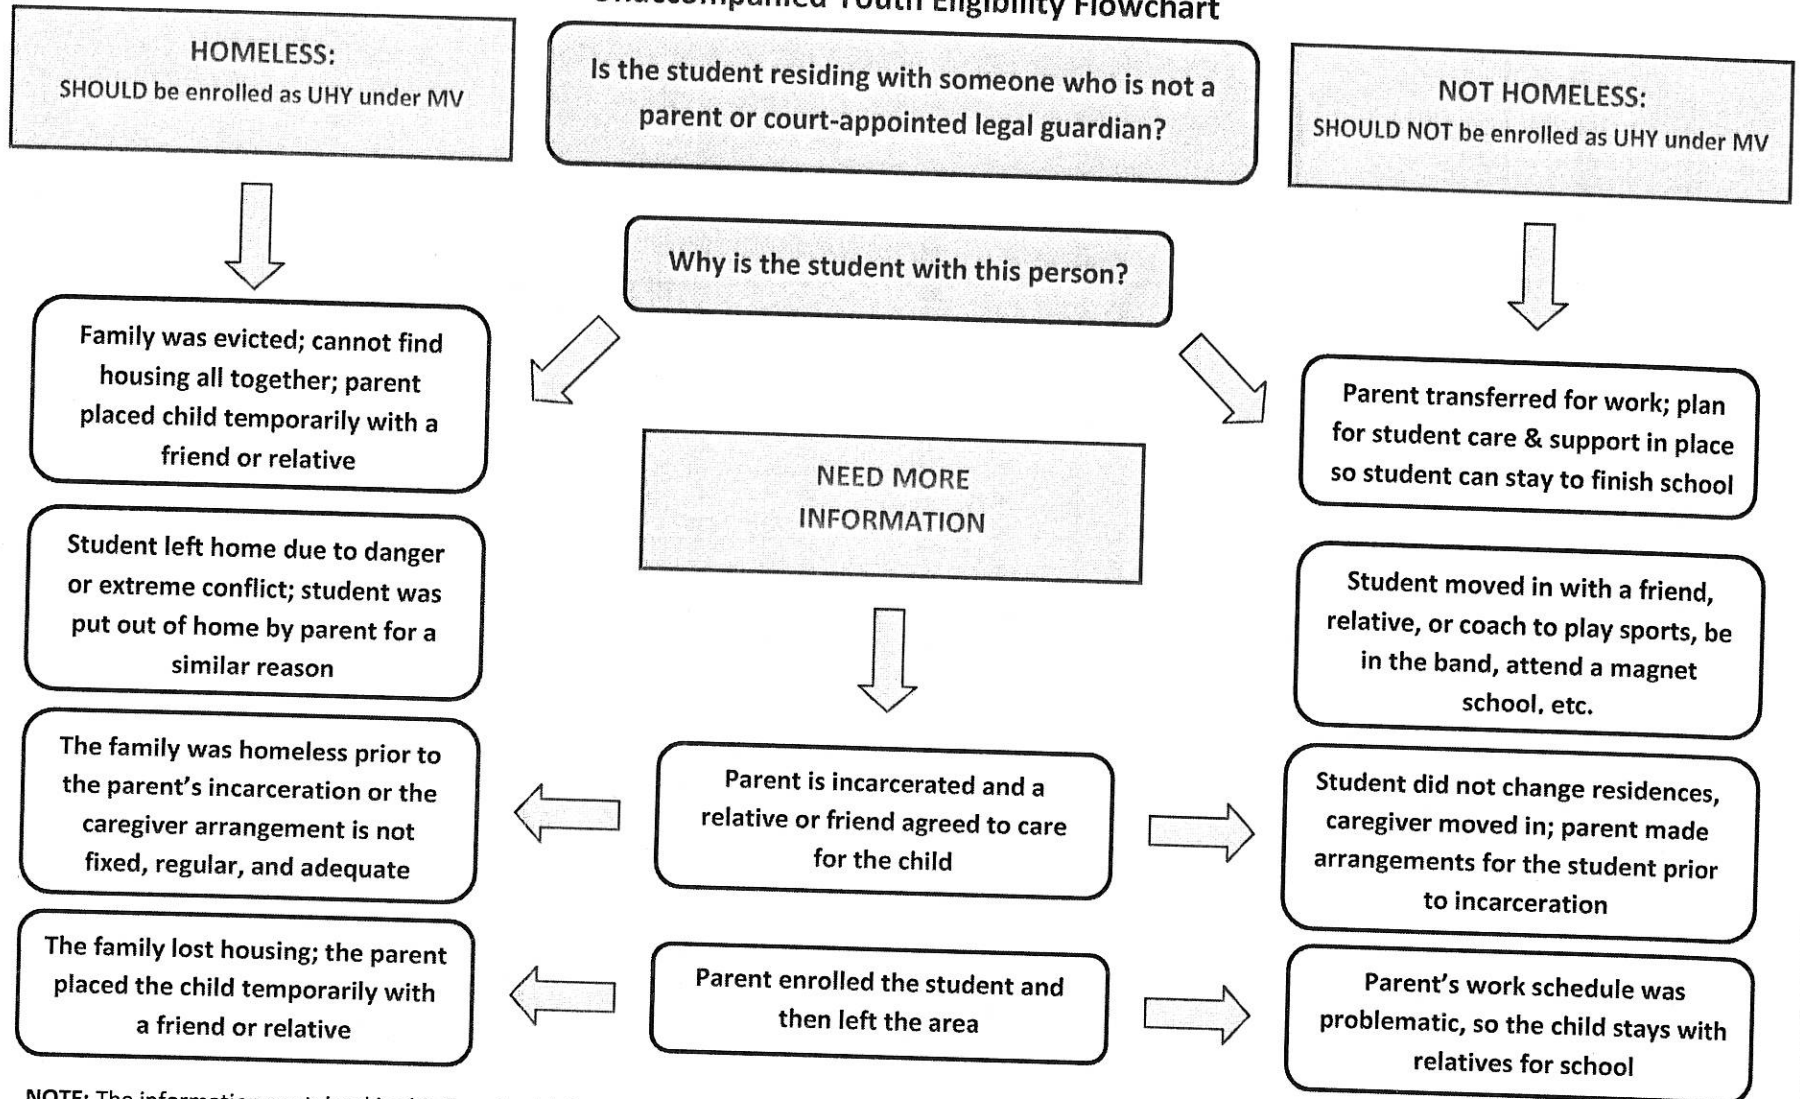 Unaccompanied Youth Eligibility Flowchart
HOMELESS:
SHOULD be enrolled as UHY under MV
Is the student residing with someone who is not a
parent or court-appointed legal guardian?
NOT HOMELESS:
SHOULD NOT be enrolled as UHY under MV
Why is the student with this person?
Family was evicted; cannot find
housing all together; parent
placed child temporarily with a
friend or relative
NEED MORE
INFORMATION
Parent transferred for work; plan
for student care & support in place
so student can stay to finish school
Student left home due to danger
or extreme conflict; student was
put out of home by parent for a
similar reason
Student moved in with a friend,
relative, or coach to play sports, be
in the band, attend a magnet
school, etc.
The family was homeless prior to
the parent's incarceration or the
caregiver arrangement is not
fixed, regular, and adequate
Parent is incarcerated and a
relative or friend agreed to care
for the child
Student did not change residences,
caregiver moved in; parent made
arrangements for the student prior
to incarceration
The family lost housing; the parent
placed the child temporarily with
a friend or relative
Parent enrolled the student and
then left the area
Parent's work schedule was
problematic, so the child stays with
relatives for school
NOTE: The information